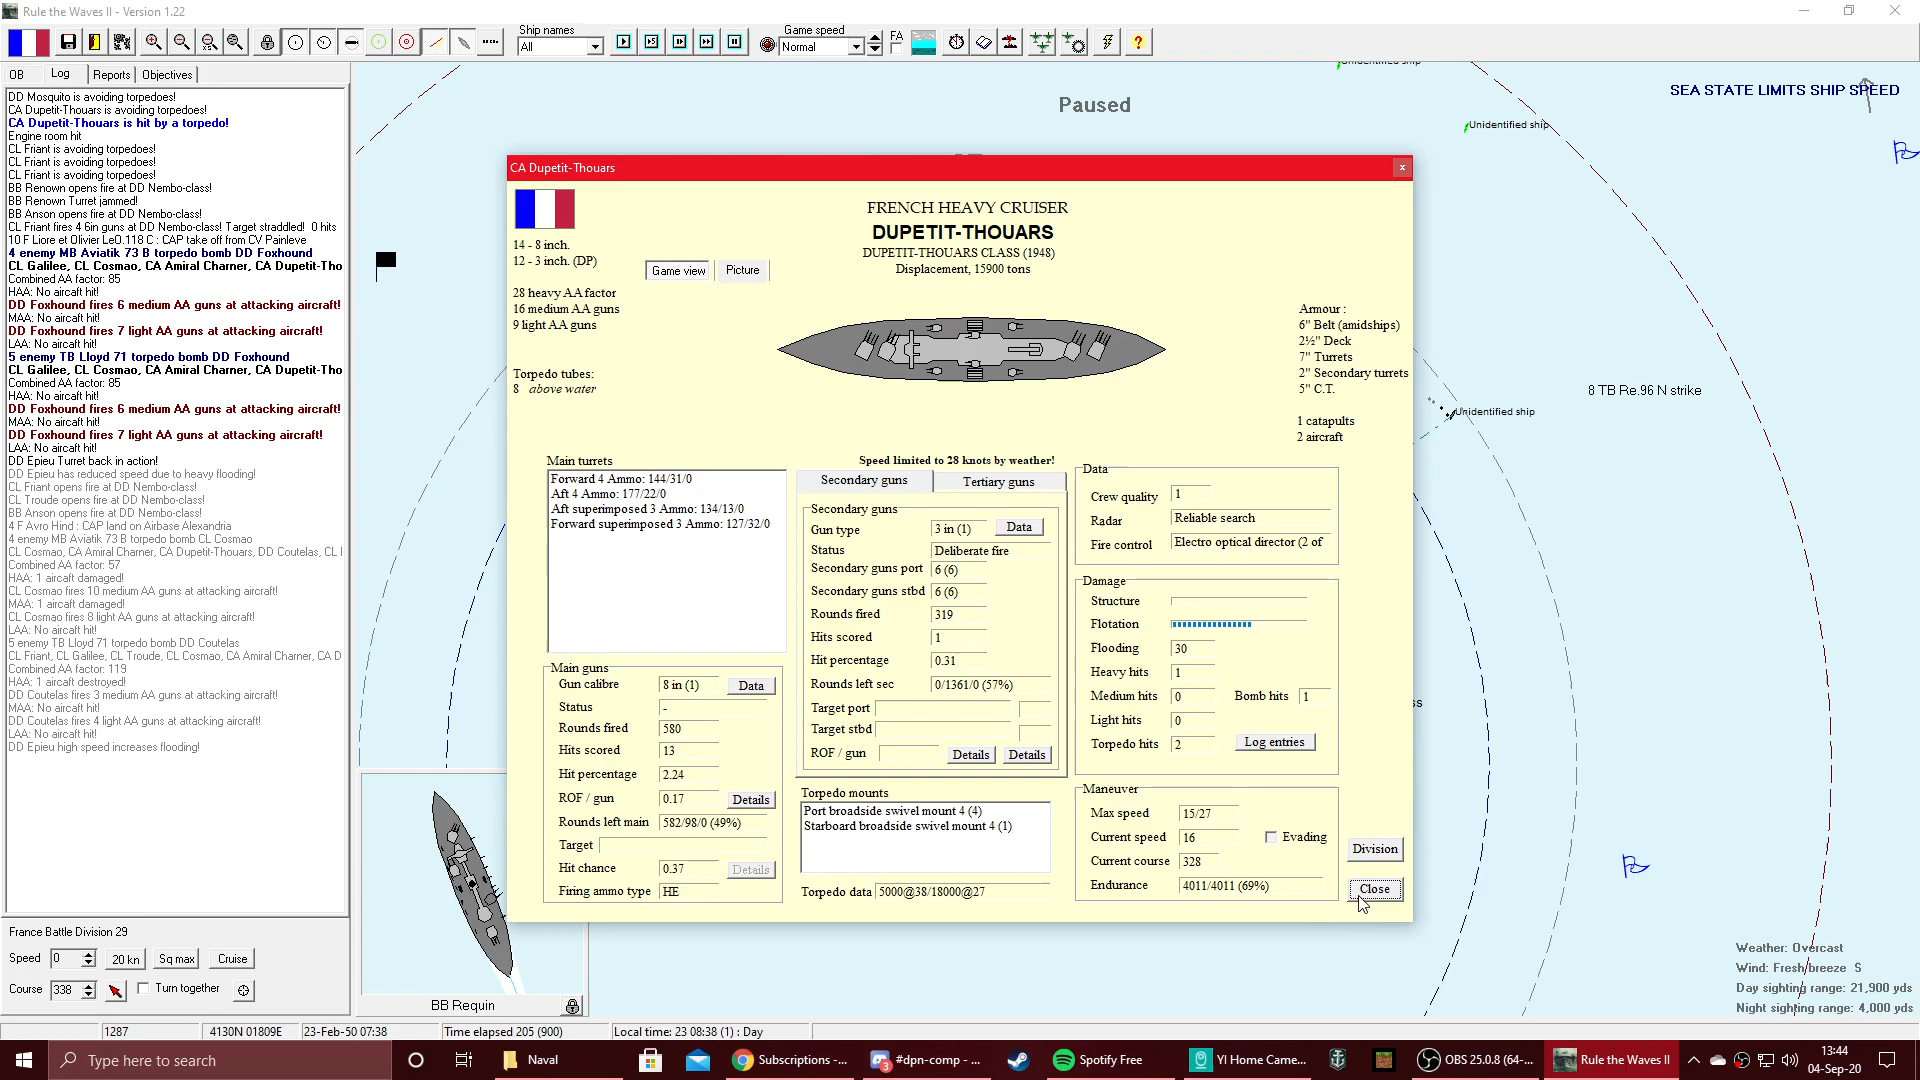 Rule the Waves II - Version 1.22
Ship names
All
Game speed
Normal
FA
OB
Log
Reports
Objectives
DD Mosquito is avoiding torpedoes!
CA Dupetit-Thouars is avoiding torpedoes!
CA Dupetit-Thouars is hit by a torpedo!
Engine room hit
CL Friant is avoiding torpedoes!
CL Friant is avoiding torpedoes!
CL Friant is avoiding torpedoes!
BB Renown opens fire at DD Nembo-class!
BB Renown Turret jammed!
BB Anson opens fire at DD Nembo-class!
CL Friant fires 4 6in guns at DD Nembo-class! Target straddled! 0 hits
10 F Liore et Olivier LeO.118 C : CAP take off from CV Painleve
4 enemy MB Aviatik 73 B torpedo bomb DD Foxhound
CL Galilee, CL Cosmao, CA Amiral Charner, CA Dupetit-Tho
Combined AA factor: 85
HAA: No aircaft hit!
DD Foxhound fires 6 medium AA guns at attacking aircraft!
MAA: No aircaft hit!
DD Foxhound fires 7 light AA guns at attacking aircraft!
LAA: No aircaft hit!
5 enemy TB Lloyd 71 torpedo bomb DD Foxhound
CL Galilee, CL Cosmao, CA Amiral Charner, CA Dupetit-Tho
Combined AA factor: 85
HAA: No aircaft hit!
DD Foxhound fires 6 medium AA guns at attacking aircraft!
MAA: No aircaft hit!
DD Foxhound fires 7 light AA guns at attacking aircraft!
LAA: No aircaft hit!
DD Epieu Turret back in action!
DD Epieu has reduced speed due to heavy flooding!
CL Friant opens fire at DD Nembo-class!
CL Troude opens fire at DD Nembo-class!
BB Anson opens fire at DD Nembo-class!
4 F Avro Hind : CAP land on Airbase Alexandria
4 enemy MB Aviatik 73 B torpedo bomb CL Cosmao
CL Cosmao, CA Amiral Charner, CA Dupetit-Thouars, DD Coutelas, CL
Combined AA factor: 57
HAA: 1 aircaft damaged!
CL Cosmao fires 10 medium AA guns at attacking aircraft!
MAA: 1 aircaft damaged!
CL Cosmao fires 8 light AA guns at attacking aircraft!
LAA: No aircaft hit!
5 enemy TB Lloyd 71 torpedo bomb DD Coutelas
CL Friant, CL Galilee, CL Troude, CL Cosmao, CA Amiral Charner, CA D
Combined AA factor: 119
HAA: 1 aircraft destroyed!
DD Coutelas fires 3 medium AA guns at attacking aircraft!
MAA: No aircaft hit!
DD Coutelas fires 4 light AA guns at attacking aircraft!
LAA: No aircaft hit!
DD Epieu high speed increases flooding!
France Battle Division 29
Speed 0 20 kn Sq max Cruise
Course 338 Turn together
BB Requin
Paused
SEA STATE LIMITS SHIP SPEED
Unidentified ship
Unidentified ship
8 TB Re.96 N strike
Unidentified ship
ss
Weather: Overcast
Wind: Fresh breeze S
Day sighting range: 21,900 yds
Night sighting range: 4,000 yds
CA Dupetit-Thouars
FRENCH HEAVY CRUISER
DUPETIT-THOUARS
DUPETIT-THOUARS CLASS (1948)
Displacement, 15900 tons
14 - 8 inch.
12 - 3 inch. (DP)
Game view
Picture
28 heavy AA factor
16 medium AA guns
9 light AA guns
Torpedo tubes:
8 above water
Armour :
6" Belt (amidships)
2½" Deck
7" Turrets
2" Secondary turrets
5" C.T.
1 catapults
2 aircraft
Main turrets
Forward 4 Ammo: 144/31/0
Aft 4 Ammo: 177/22/0
Aft superimposed 3 Ammo: 134/13/0
Forward superimposed 3 Ammo: 127/32/0
Main guns
Gun calibre 8 in (1) Data
Status -
Rounds fired 580
Hits scored 13
Hit percentage 2.24
ROF / gun 0.17 Details
Rounds left main 582/98/0 (49%)
Target
Hit chance 0.37 Details
Firing ammo type HE
Speed limited to 28 knots by weather!
Secondary guns
Tertiary guns
Secondary guns
Gun type 3 in (1) Data
Status Deliberate fire
Secondary guns port 6 (6)
Secondary guns stbd 6 (6)
Rounds fired 319
Hits scored 1
Hit percentage 0.31
Rounds left sec 0/1361/0 (57%)
Target port
Target stbd
ROF / gun Details Details
Torpedo mounts
Port broadside swivel mount 4 (4)
Starboard broadside swivel mount 4 (1)
Torpedo data 5000@38/18000@27
Data
Crew quality 1
Radar Reliable search
Fire control Electro optical director (2 of
Damage
Structure
Flotation
Flooding 30
Heavy hits 1
Medium hits 0 Bomb hits 1
Light hits 0
Torpedo hits 2 Log entries
Maneuver
Max speed 15/27
Current speed 16 Evading
Current course 328
Endurance 4011/4011 (69%)
Division
Close
1287
4130N 01809E
23-Feb-50 07:38
Time elapsed 205 (900)
Local time: 23 08:38 (1) : Day
Type here to search
Naval
Subscriptions -...
#dpn-comp - ...
3
Spotify Free
YI Home Came...
OBS 25.0.8 (64-...
Rule the Waves II
13:44
04-Sep-20